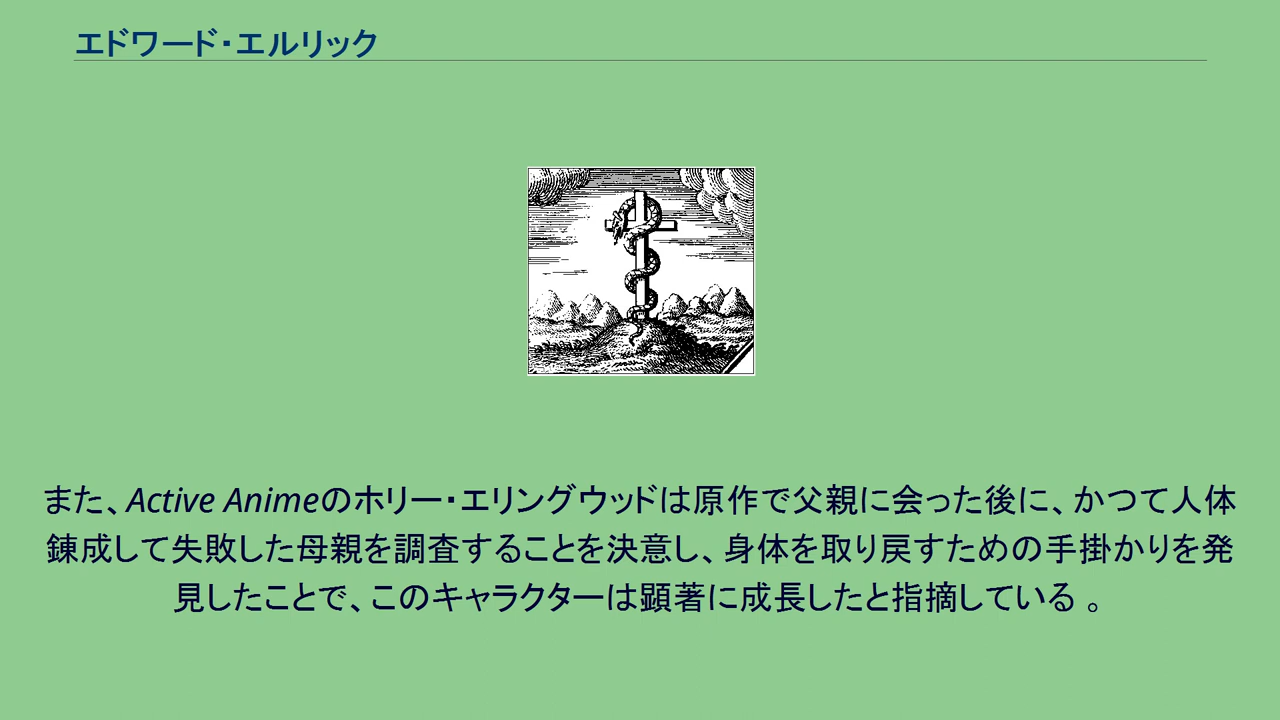 エドワード・エルリック
また、Active Animeのホリー・エリングウッドは原作で父親に会った後に、かつて人体
錬成して失敗した母親を調査することを決意し、身体を取り戻すための手掛かりを発
見したことで、このキャラクターは顕著に成長したと指摘している 。